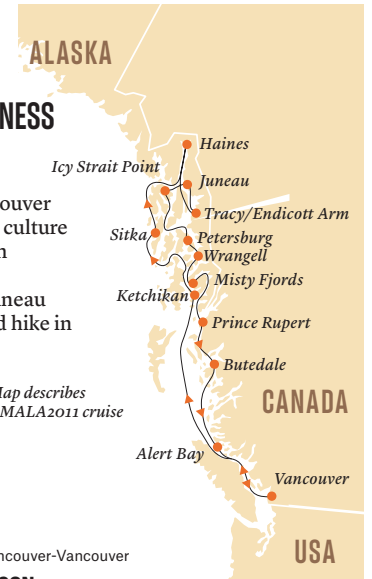 ALASKA
NESS
Haines
Icy Strait Point
Juneau
ouver
culture
Tracy/Endicott Arm
Sitka
Petersburg
Wrangell
Misty Fjords
neau
Ketchikan
d hike in
Prince Rupert
Butedale
ap describes
MALA2011 cruise
CANADA
Alert Bay
Vancouver
ncouver-Vancouver
USA